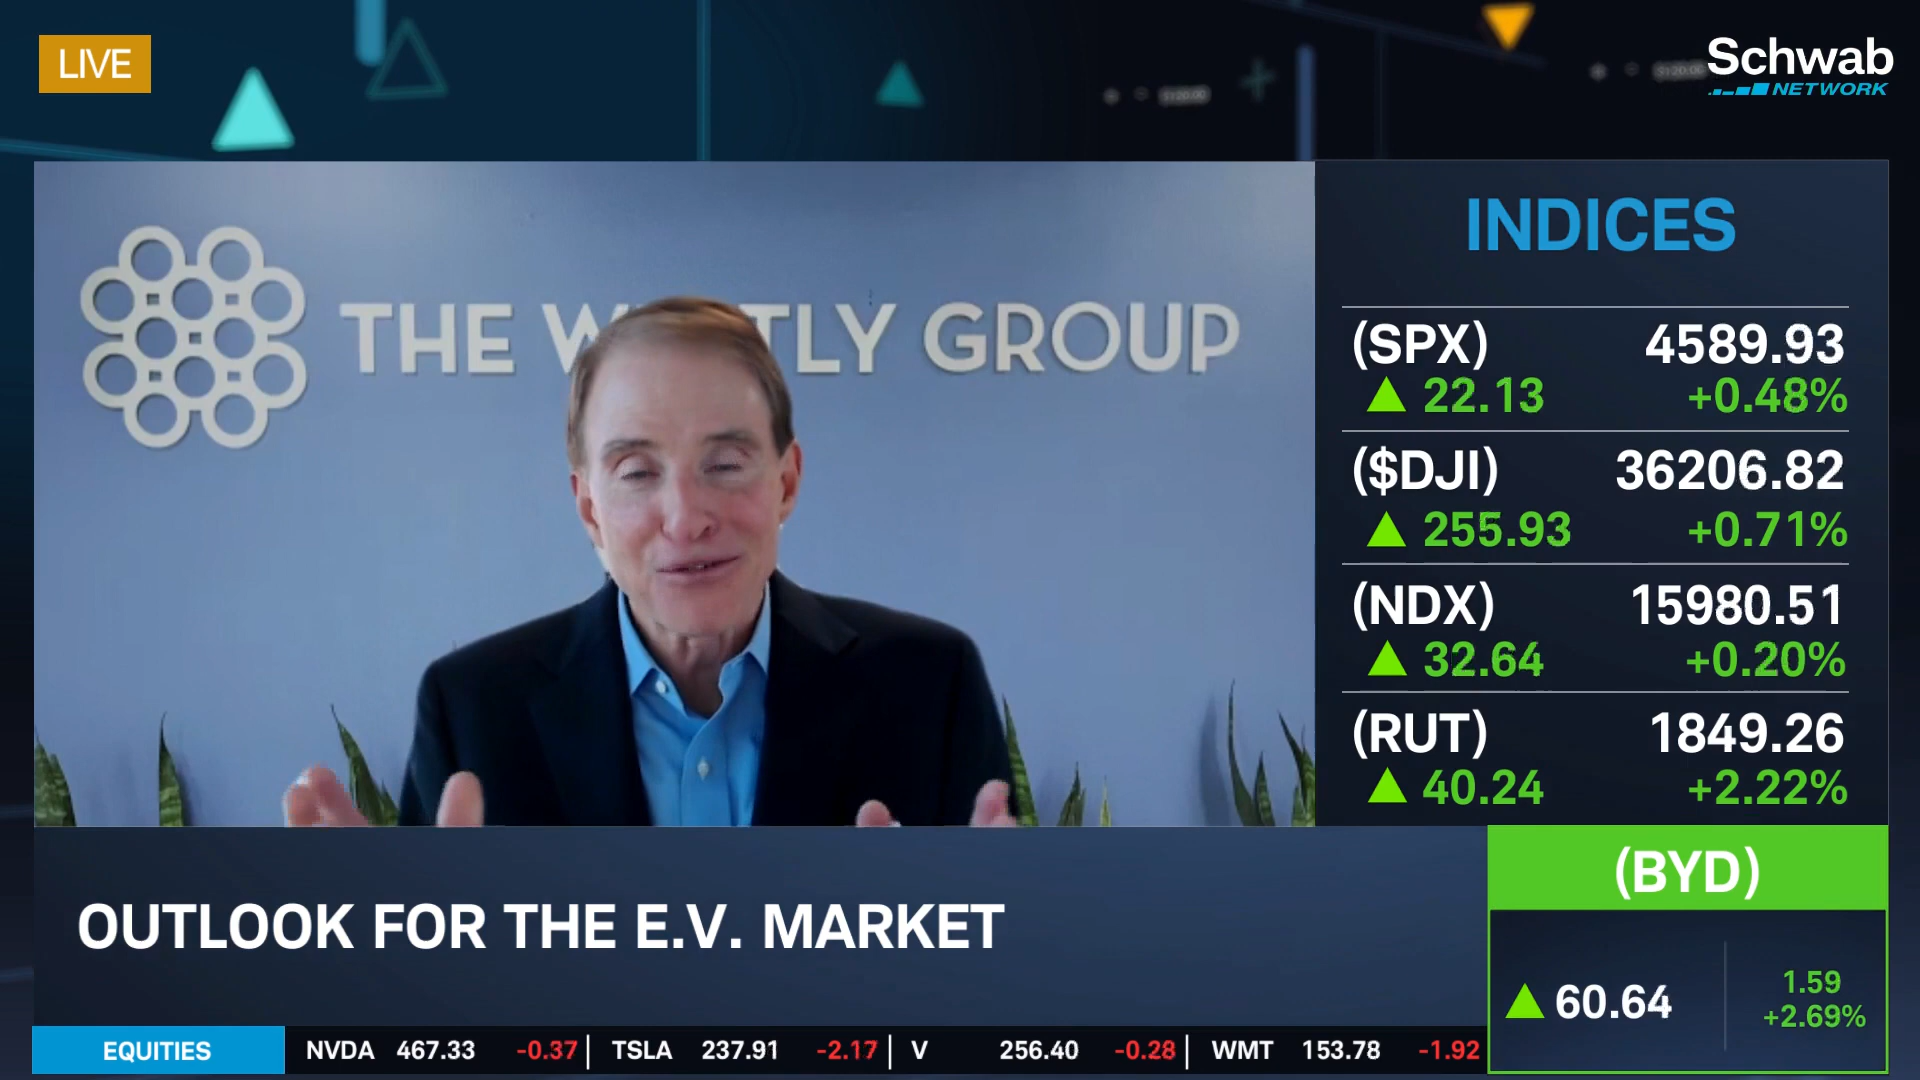 LIVE
Schwab
NETWORK
THE W TLY GROUP
INDICES
(SPX) 4589.93
▲ 22.13 +0.48%
($DJI) 36206.82
▲ 255.93 +0.71%
(NDX) 15980.51
▲ 32.64 +0.20%
(RUT) 1849.26
▲ 40.24 +2.22%
OUTLOOK FOR THE E.V. MARKET
(BYD)
▲ 60.64
1.59
+2.69%
EQUITIES NVDA 467.33 -0.37 | TSLA 237.91 -2.17 | V 256.40 -0.28 | WMT 153.78 -1.92